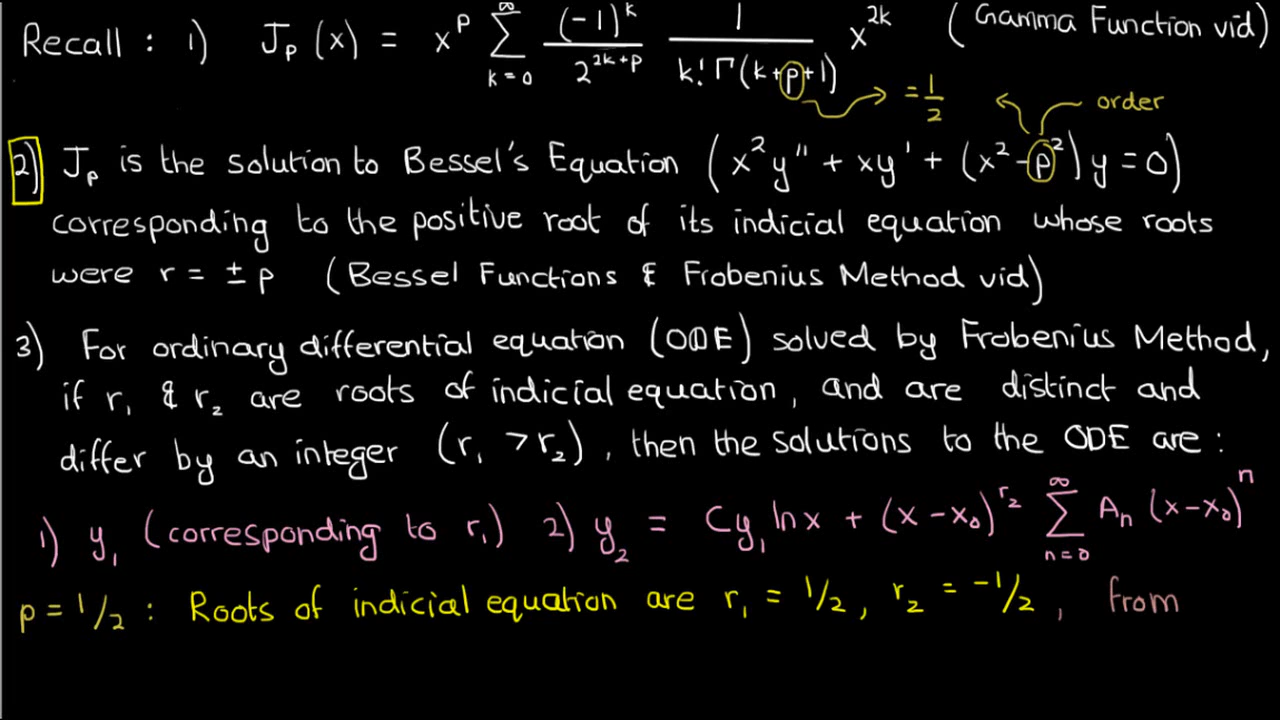 Recall : 1) J_p (x) = x^p ∑_{k=0}^{∞} (-1)^k / 2^{2k+p} 1 / k! Γ(k+p+1) x^{2k} (Gamma Function vid)
= 1/2 order
2) J_p is the solution to Bessel's Equation (x²y" + xy' + (x² - p²)y = 0)
corresponding to the positive root of its indicial equation whose roots
were r = ± p (Bessel Functions & Frobenius Method vid)
3) For ordinary differential equation (ODE) solved by Frobenius Method,
if r₁ & r₂ are roots of indicial equation, and are distinct and
differ by an integer (r₁ > r₂), then the solutions to the ODE are :
1) y₁ (corresponding to r₁) 2) y₂ = Cy₁ ln x + (x - x₀)^{r₂} ∑_{n=0}^{∞} A_n (x - x₀)^n
p = 1/2 : Roots of indicial equation are r₁ = 1/2, r₂ = -1/2, from